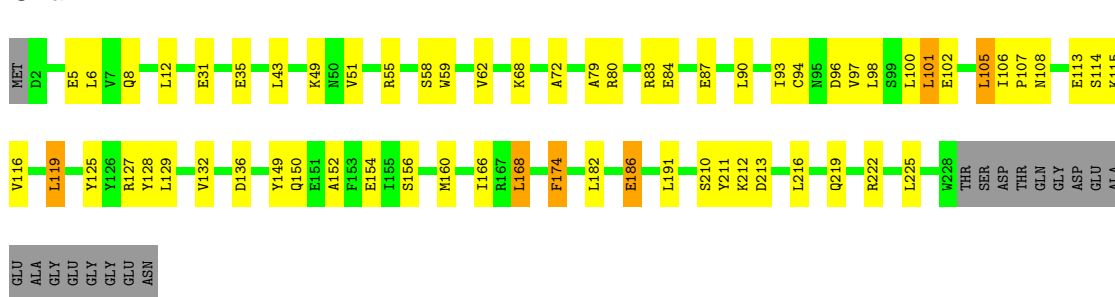 MET D2 E5 L6 V7 Q8 L12 E31 E35 L43 K49 N50 V51 R55 S58 W59 V62 K68 A72 A79 R80 R83 E84 E87 L90 I93 C94 N95 D96 V97 L98 S99 L100 L101 E102 L105 I106 P107 N108 E113 S114 K115
V116 L119 Y125 Y126 R127 Y128 L129 V132 D136 Y149 Q150 E151 A152 F153 E154 I155 S156 M160 I166 R167 L168 F174 L182 E186 L191 S210 Y211 K212 D213 L216 Q219 R222 L225 W228 THR SER ASP THR GLN GLY ASP GLU ALA
GLU ALA GLY GLU GLY GLY GLU ASN